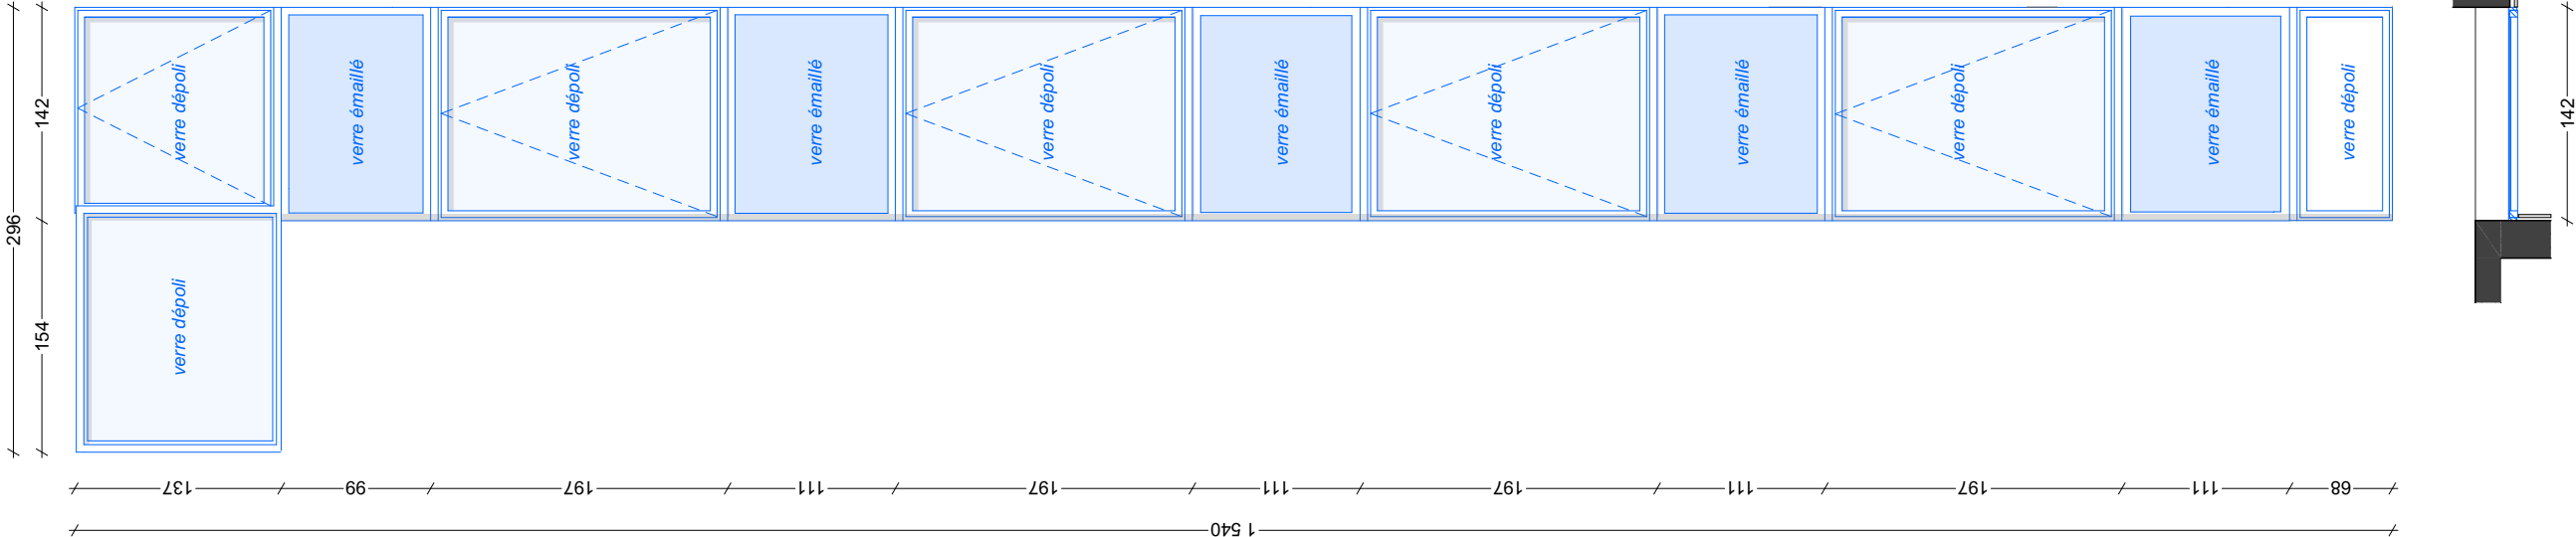 verre dépoli
verre émaillé
verre dépoli
verre émaillé
verre dépoli
verre émaillé
verre dépoli
verre émaillé
verre dépoli
verre émaillé
verre dépoli
verre dépoli
296
142
154
142
137
99
197
111
197
111
197
111
197
111
68
1 540